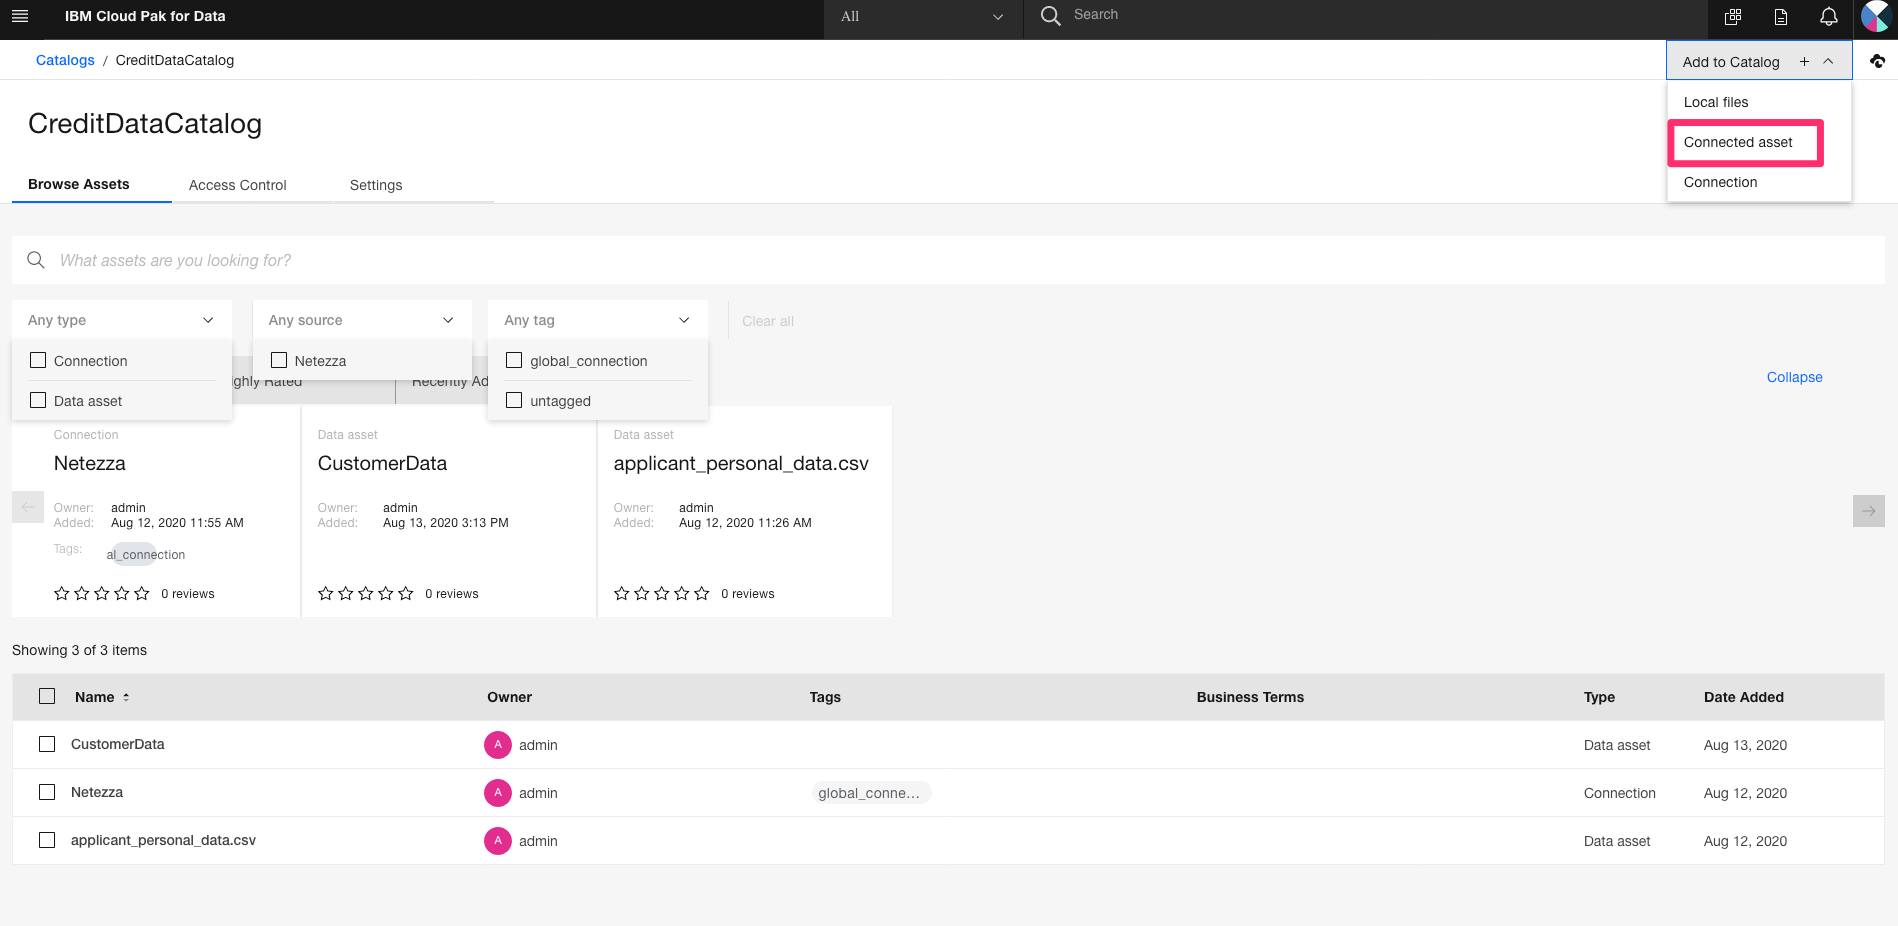 IBM Cloud Pak for Data
All
Search
Catalogs / CreditDataCatalog
Add to Catalog +
Local files
Connected asset
Connection
CreditDataCatalog
Browse Assets
Access Control
Settings
What assets are you looking for?
Any type
Any source
Any tag
Clear all
Connection
Data asset
Netezza
global_connection
untagged
ighly Rated
Recently Ad
Collapse
Connection
Netezza
Owner: admin
Added: Aug 12, 2020 11:55 AM
Tags: al_connection
0 reviews
Data asset
CustomerData
Owner: admin
Added: Aug 13, 2020 3:13 PM
0 reviews
Data asset
applicant_personal_data.csv
Owner: admin
Added: Aug 12, 2020 11:26 AM
0 reviews
Showing 3 of 3 items
Name Owner Tags Business Terms Type Date Added
CustomerData A admin Data asset Aug 13, 2020
Netezza A admin global_conne... Connection Aug 12, 2020
applicant_personal_data.csv A admin Data asset Aug 12, 2020